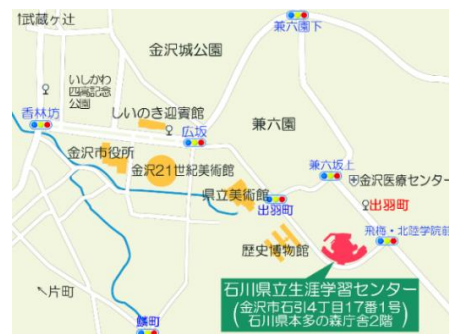 ↑武蔵ヶ辻
金沢城公園
兼六園下
いしかわ
四高記念
公園
しいのき迎賓館
香林坊
広坂
兼六園
金沢市役所
金沢21世紀美術館
兼六坂上
県立美術館
金沢医療センター
出羽町
出羽町
歴史博物館
飛梅・北陸学院前
石川県立生涯学習センター
(金沢市石引4丁目17番1号)
石川県本多の森庁舎2階
↖片町
鱗町